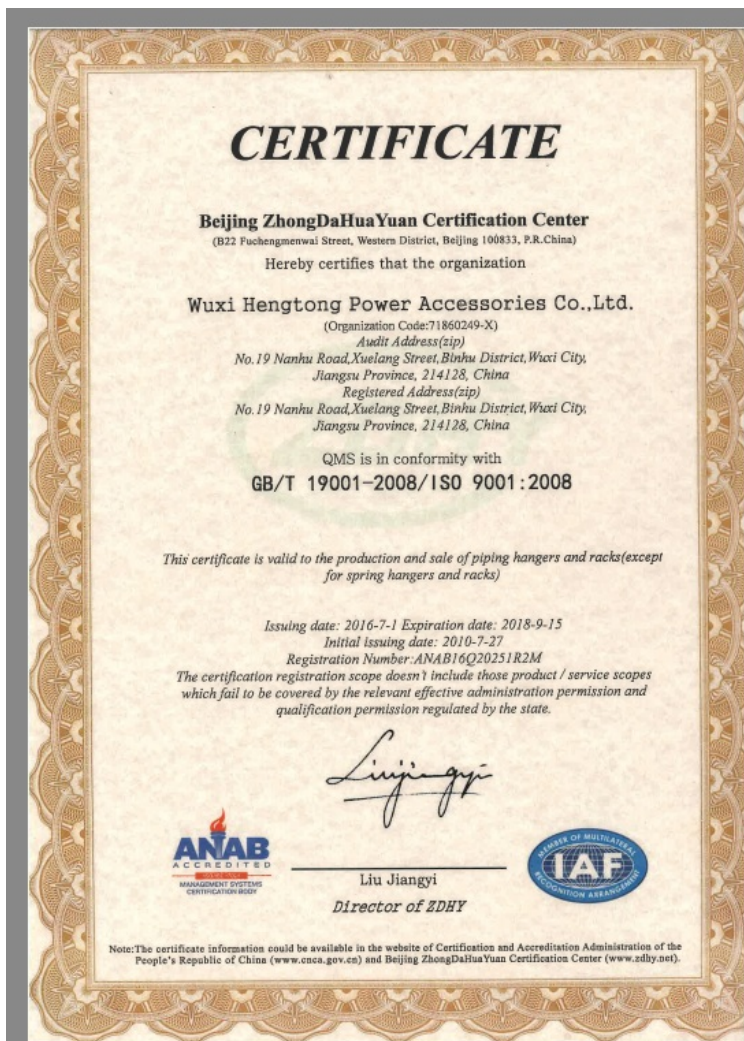 CERTIFICATE
Beijing ZhongDaHuaYuan Certification Center
(B22 Fuchengmenwai Street, Western District, Beijing 100833, P.R.China)
Hereby certifies that the organization
Wuxi Hengtong Power Accessories Co.,Ltd.
(Organization Code:71860249-X)
Audit Address(zip)
No.19 Nanhu Road,Xuelang Street,Binhu District,Wuxi City,
Jiangsu Province, 214128, China
Registered Address(zip)
No.19 Nanhu Road,Xuelang Street,Binhu District,Wuxi City,
Jiangsu Province, 214128, China
QMS is in conformity with
GB/T 19001-2008/ISO 9001:2008
This certificate is valid to the production and sale of piping hangers and racks(except
for spring hangers and racks)
Issuing date: 2016-7-1 Expiration date: 2018-9-15
Initial issuing date: 2010-7-27
Registration Number:ANAB16Q20251R2M
The certification registration scope doesn't include those product / service scopes
which fail to be covered by the relevant effective administration permission and
qualification permission regulated by the state.
Liujiangyi
ANAB
ACCREDITED
MANAGEMENT SYSTEMS
CERTIFICATION BODY
MEMBER OF MULTILATERAL
IAF
RECOGNITION ARRANGEMENT
Liu Jiangyi
Director of ZDHY
Note:The certificate information could be available in the website of Certification and Accreditation Administration of the
People's Republic of China (www.cnca.gov.cn) and Beijing ZhongDaHuaYuan Certification Center (www.zdhy.net).